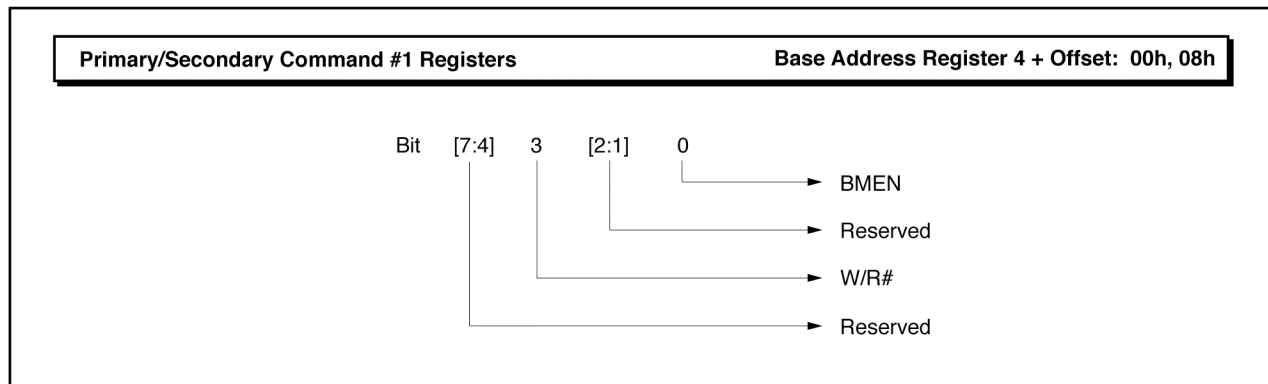 Primary/Secondary Command #1 Registers Base Address Register 4 + Offset: 00h, 08h
Bit [7:4] 3 [2:1] 0
BMEN
Reserved
W/R#
Reserved